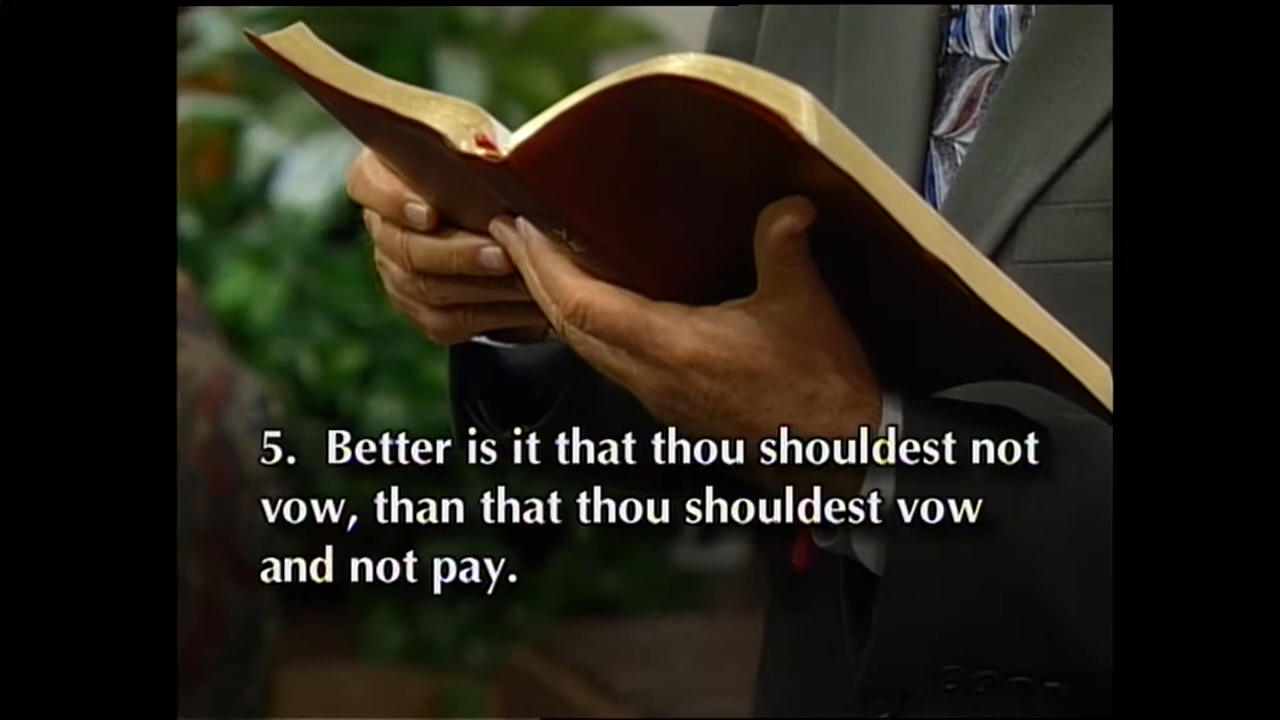 5. Better is it that thou shouldest not
vow, than that thou shouldest vow
and not pay.